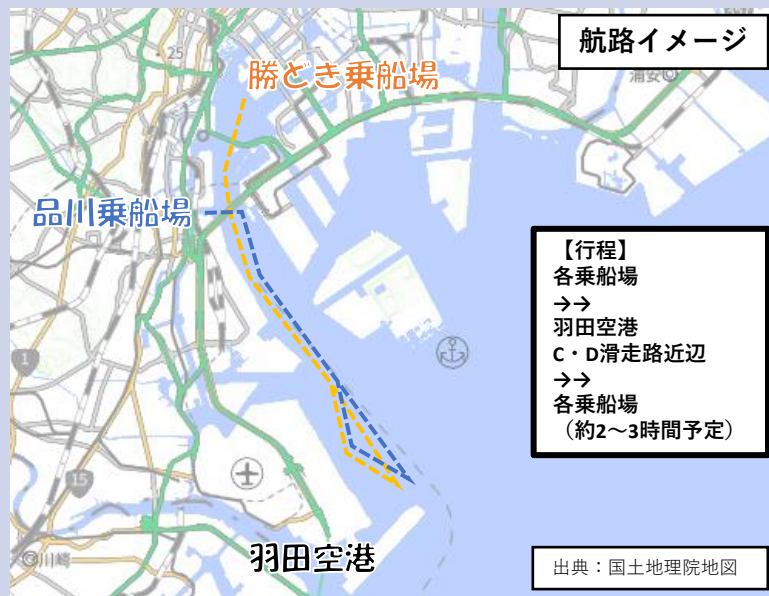 航路イメージ
25
浦安
勝どき乗船場
品川乗船場
【行程】
各乗船場
→→
羽田空港
C・D滑走路近辺
→→
各乗船場
（約2～3時間予定）
1
15
川崎
羽田空港
出典：国土地理院地図